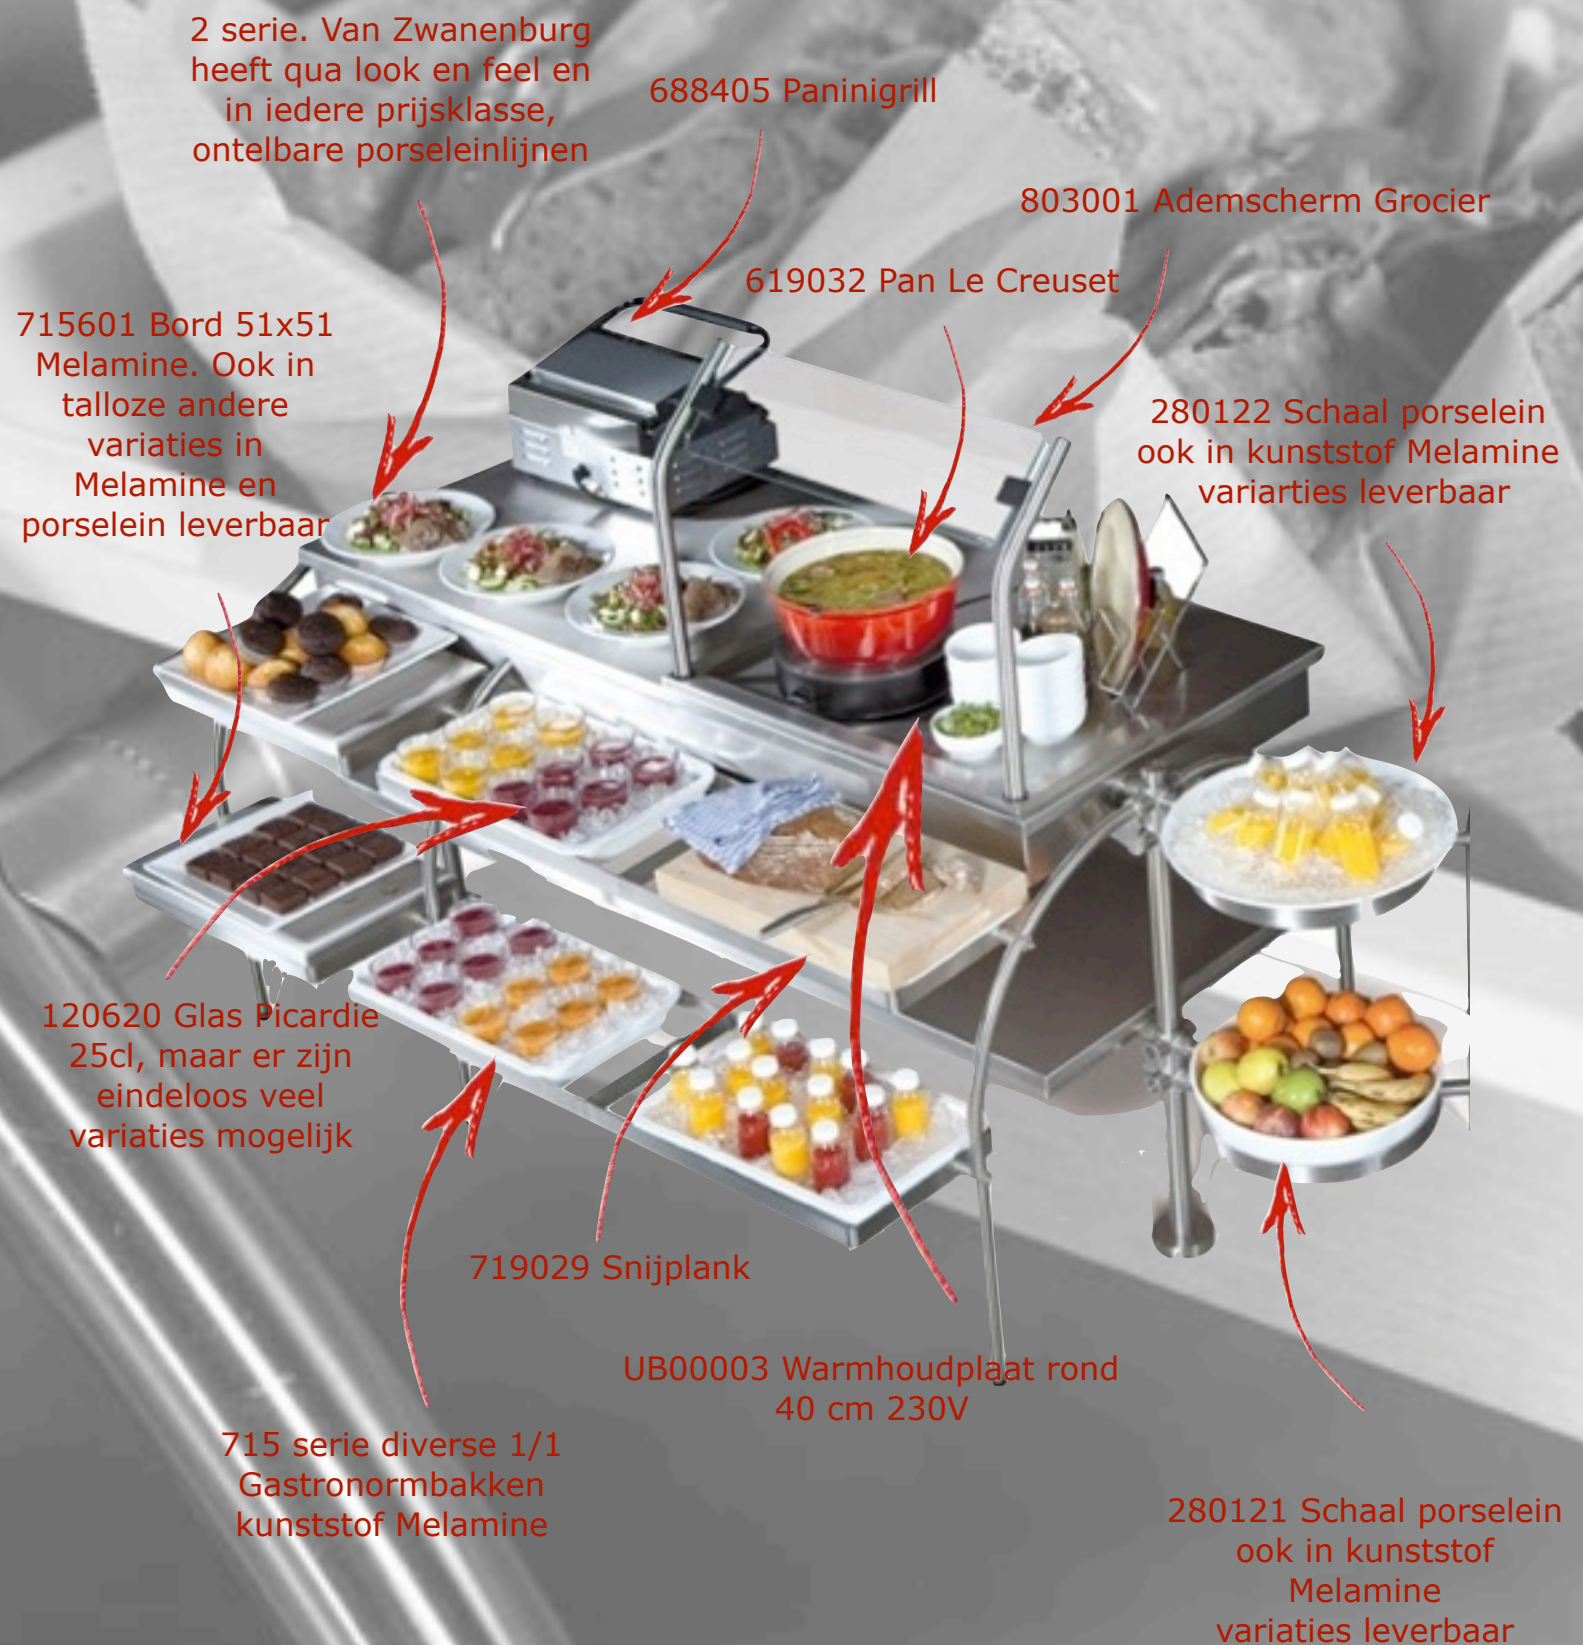 2 serie. Van Zwanenburg
heeft qua look en feel en
in iedere prijsklasse,
ontelbare porseleinlijnen
688405 Paninigrill
803001 Ademscherm Grocier
619032 Pan Le Creuset
715601 Bord 51x51
Melamine. Ook in
talloze andere
variaties in
Melamine en
porselein leverbaar
280122 Schaal porselein
ook in kunststof Melamine
variarties leverbaar
120620 Glas Picardie
25cl, maar er zijn
eindeloos veel
variaties mogelijk
719029 Snijplank
UB00003 Warmhoudplaat rond
40 cm 230V
715 serie diverse 1/1
Gastronormbakken
kunststof Melamine
280121 Schaal porselein
ook in kunststof
Melamine
variaties leverbaar